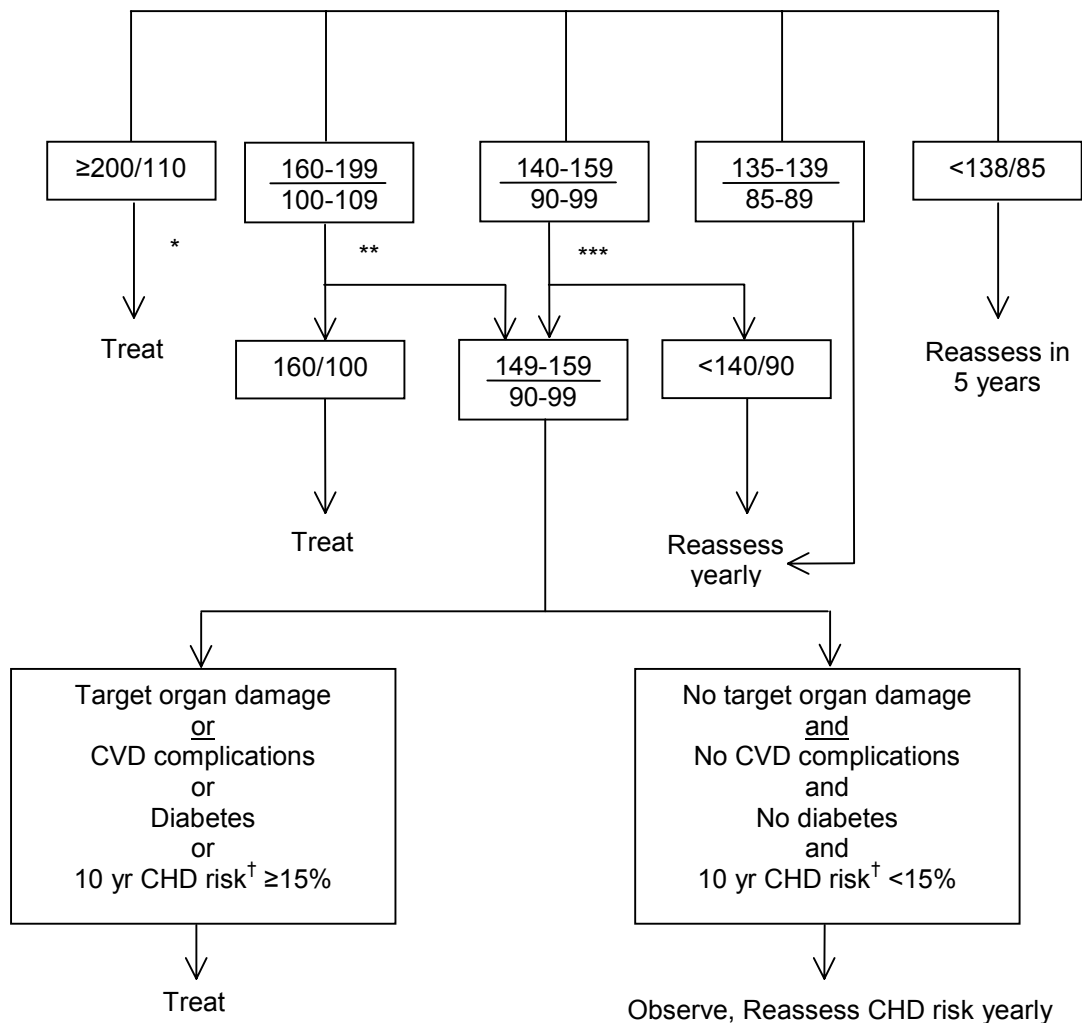 ≥200/110
160-199
100-109
140-159
90-99
135-139
85-89
<138/85
*
**
***
Treat
160/100
149-159
90-99
<140/90
Reassess in
5 years
Treat
Reassess
yearly
Target organ damage
or
CVD complications
or
Diabetes
or
10 yr CHD risk† ≥15%
No target organ damage
and
No CVD complications
and
No diabetes
and
10 yr CHD risk† <15%
Treat
Observe, Reassess CHD risk yearly